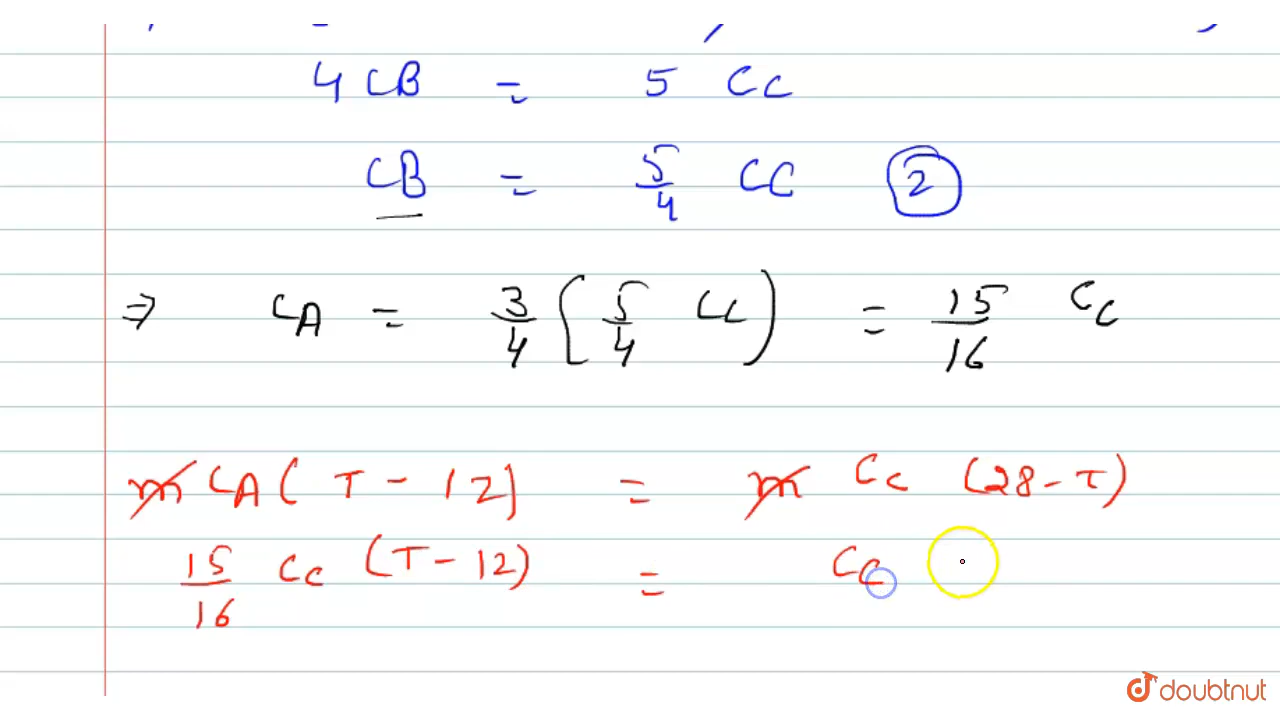 4 CB = 5 CC
CB = 5/4 CC 2
⇒ CA = 3/4 ( 5/4 CC ) = 15/16 CC
m CA ( T - 12 ) = m CC (28 - T)
15/16 CC (T - 12) = CC
doubtnut